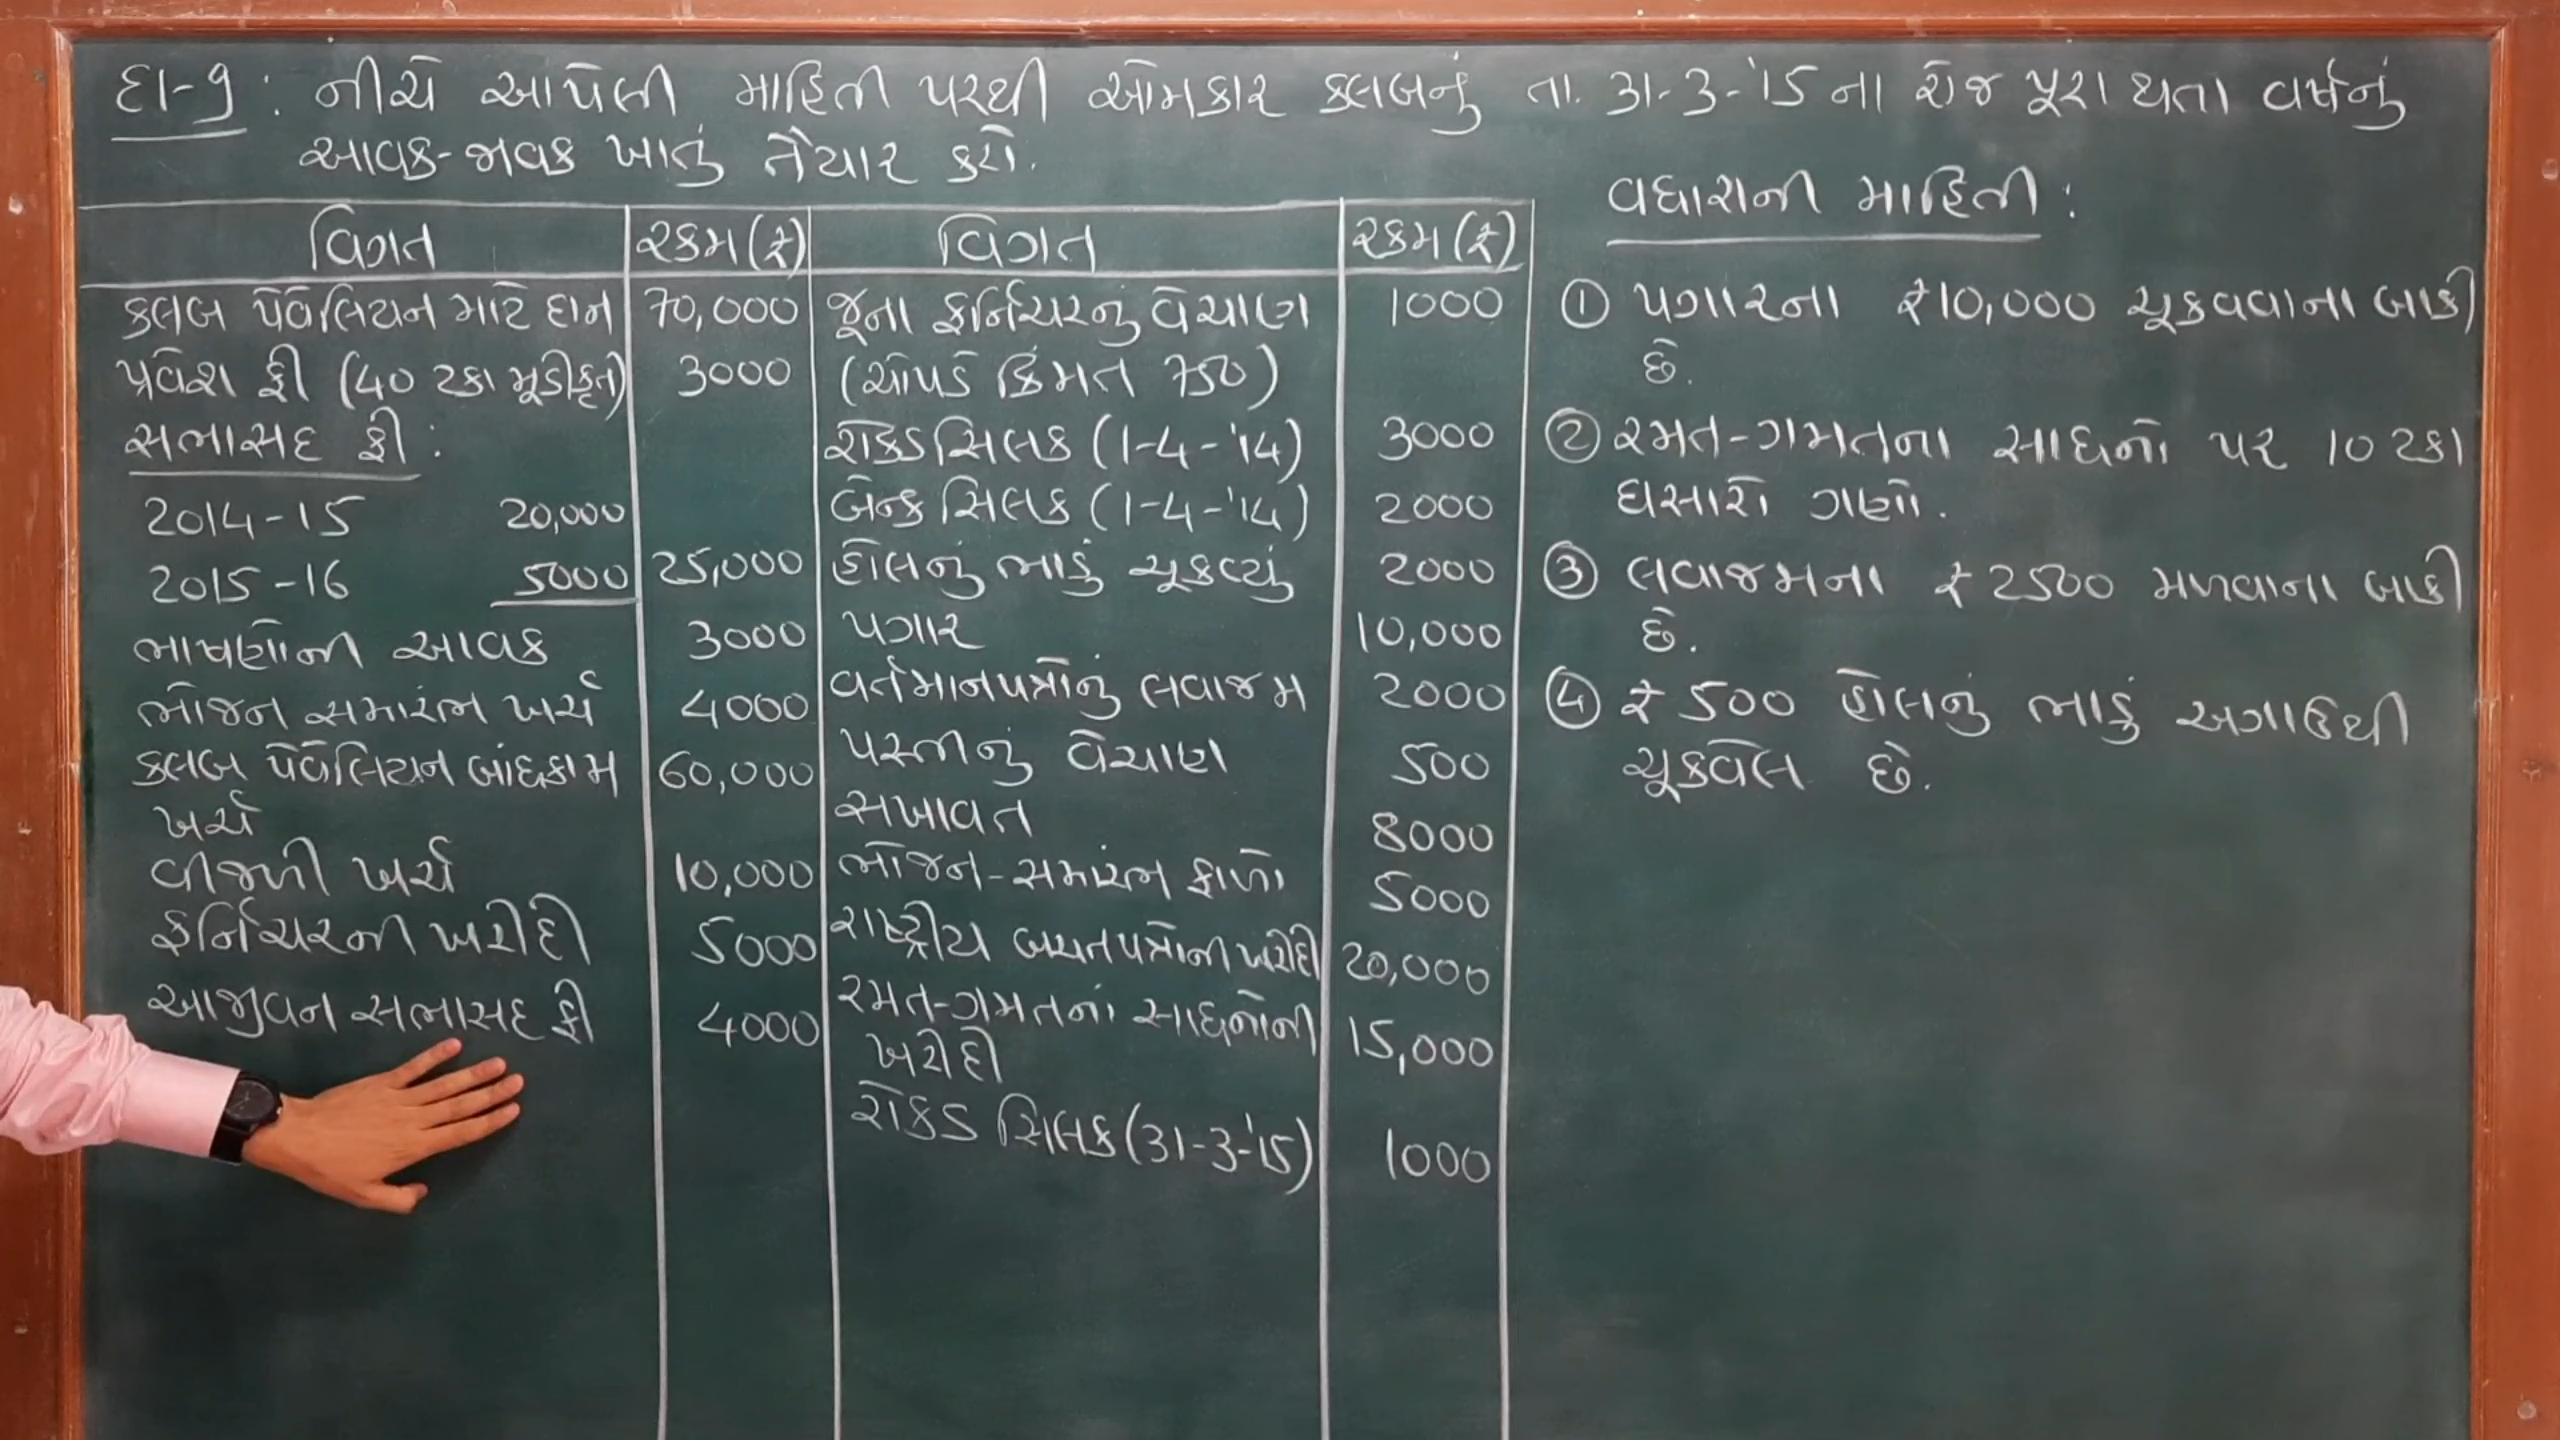 દા-૧ : નીચે આપેલી માહિતી પરથી ઓમકાર ક્લબનું તા. 31-3-'15 ના રોજ પૂરા થતા વર્ષનું
આવક-જાવક ખાતું તૈયાર કરો.
વિગત રકમ(₹) વિગત રકમ(₹)
ક્લબ પેવેલિયન માટે દાન 70,000
પ્રવેશ ફી (40 ટકા મૂડીકૃત) 3000
સભાસદ ફી :
2014-15 20,000
2015-16 5000 25,000
ભાષણોની આવક 3000
ભોજન સમારંભ ખર્ચ 4000
ક્લબ પેવેલિયન બાંધકામ 60,000
ખર્ચ
વીજળી ખર્ચ 10,000
ફર્નિચરની ખરીદી 5000
આજીવન સભાસદ ફી 4000
જૂના ફર્નિચરનું વેચાણ 1000
(ચોપડે કિંમત 750)
રોકડ સિલક (1-4-'14) 3000
બેન્ક સિલક (1-4-'14) 2000
હોલનું ભાડું ચૂકવ્યું 2000
પગાર 10,000
વર્તમાનપત્રોનું લવાજમ 2000
પસ્તીનું વેચાણ 500
સખાવત 8000
ભોજન-સમારંભ ફાળો 5000
રાષ્ટ્રીય બચતપત્રોની ખરીદી 20,000
રમત-ગમતનાં સાધનોની 15,000
ખરીદી
રોકડ સિલક (31-3-'15) 1000
વધારાની માહિતી :
① પગારના ₹10,000 ચૂકવવાના બાકી
છે.
② રમત-ગમતના સાધનો પર 10 ટકા
ઘસારો ગણો.
③ લવાજમના ₹ 2500 મળવાના બાકી
છે.
④ ₹ 500 હોલનું ભાડું અગાઉથી
ચૂકવેલ છે.